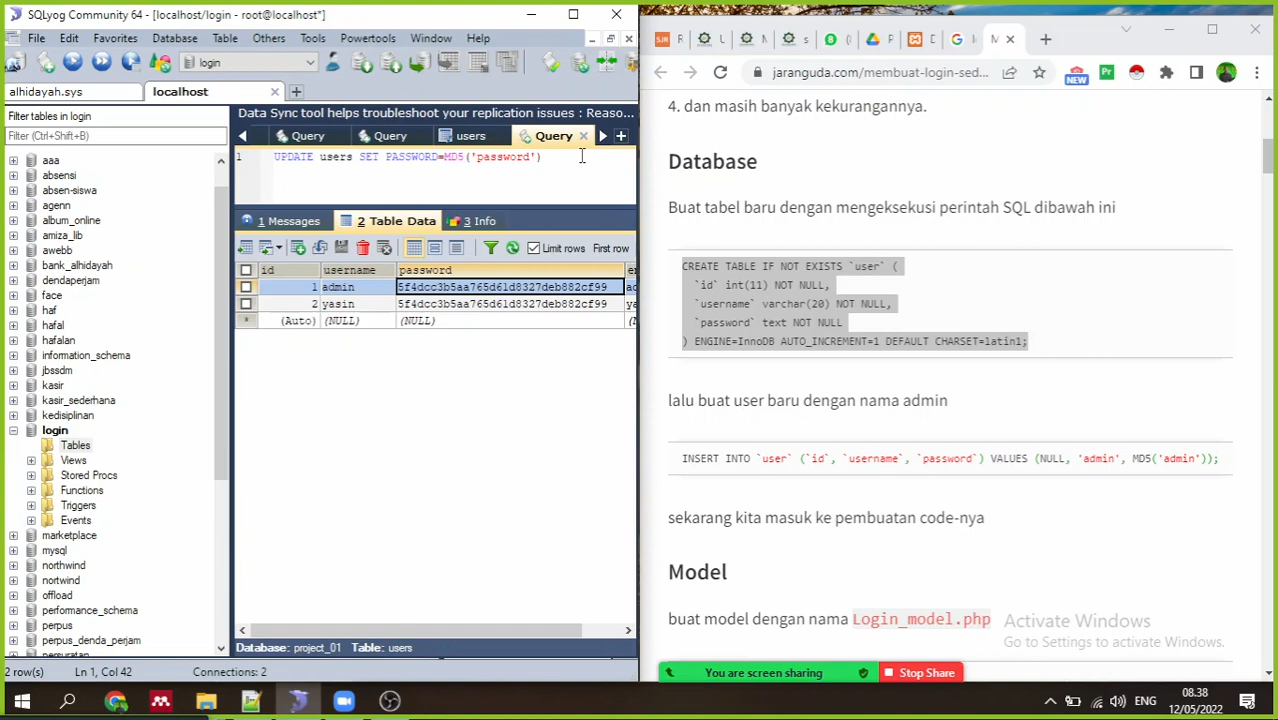 SQLyog Community 64 - [localhost/login - root@localhost*]
File Edit Favorites Database Table Others Tools Powertools Window Help
login
alhidayah.sys localhost
Filter tables in login
Filter (Ctrl+Shift+B)
aaa
absensi
absen-siswa
agenn
album_online
amiza_lib
awebb
bank_alhidayah
dendaperjam
face
haf
hafal
hafalan
information_schema
jbssdm
kasir
kasir_sederhana
kedisiplinan
login
Tables
Views
Stored Procs
Functions
Triggers
Events
marketplace
mysql
northwind
nortwind
offload
performance_schema
perpus
perpus_denda_perjam
Data Sync tool helps troubleshoot your replication issues : Reaso...
Query Query users Query
1 UPDATE users SET PASSWORD=MD5('password')
1 Messages 2 Table Data 3 Info
Limit rows First row
id username password
1 admin 5f4dcc3b5aa765d61d8327deb882cf99
2 yasin 5f4dcc3b5aa765d61d8327deb882cf99
* (Auto) (NULL) (NULL)
Database: project_01 Table: users
2 row(s) Ln 1, Col 42 Connections: 2
jaranguda.com/membuat-login-sed...
NEW
4. dan masih banyak kekurangannya.
Database
Buat tabel baru dengan mengeksekusi perintah SQL dibawah ini
CREATE TABLE IF NOT EXISTS `user` (
`id` int(11) NOT NULL,
`username` varchar(20) NOT NULL,
`password` text NOT NULL
) ENGINE=InnoDB AUTO_INCREMENT=1 DEFAULT CHARSET=latin1;
lalu buat user baru dengan nama admin
INSERT INTO `user` (`id`, `username`, `password`) VALUES (NULL, 'admin', MD5('admin'));
sekarang kita masuk ke pembuatan code-nya
Model
buat model dengan nama Login_model.php
Activate Windows
Go to Settings to activate Windows.
You are screen sharing Stop Share
ENG
08.38
12/05/2022